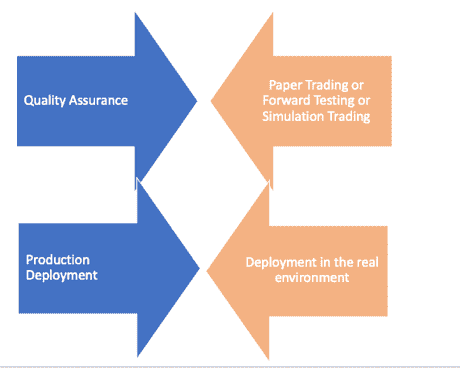 Quality Assurance
Paper Trading or
Forward Testing or
Simulation Trading
Production
Deployment
Deployment in the real
environment